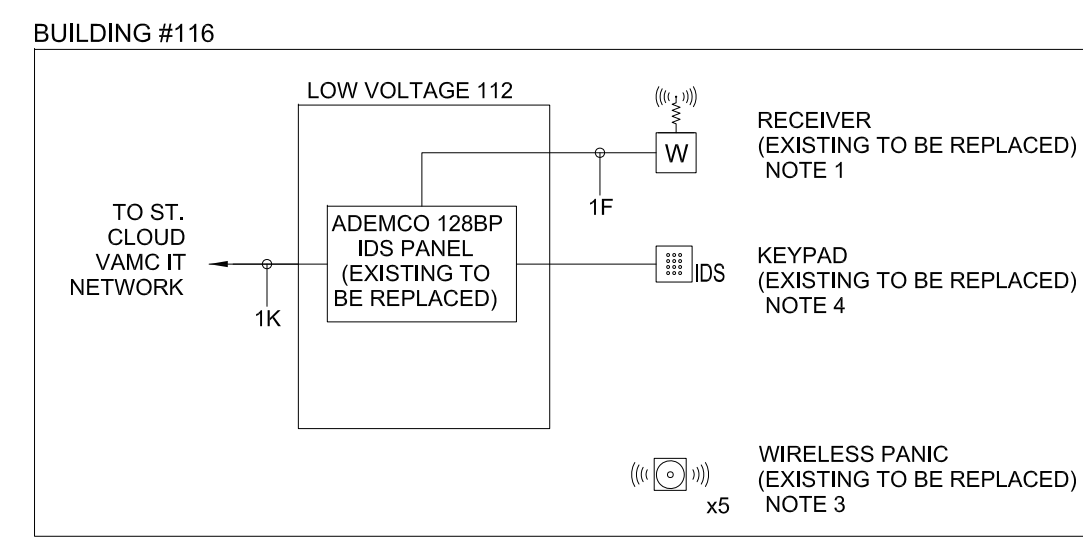 BUILDING #116
LOW VOLTAGE 112
RECEIVER
(EXISTING TO BE REPLACED)
NOTE 1
W
1F
TO ST.
CLOUD
VAMC IT
NETWORK
1K
ADEMCO 128BP
IDS PANEL
(EXISTING TO
BE REPLACED)
IDS
KEYPAD
(EXISTING TO BE REPLACED)
NOTE 4
WIRELESS PANIC
(EXISTING TO BE REPLACED)
NOTE 3
x5